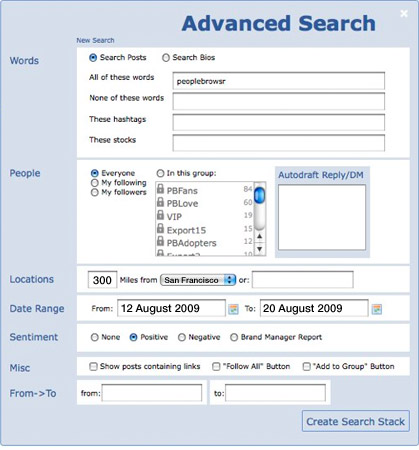 Advanced Search
New Search
Words
Search Posts Search Bios
All of these words peoplebrowsr
None of these words
These hashtags
These stocks
People
Everyone
My following
My followers
In this group:
PBFans 84
PBLove 60
VIP 19
Export15 15
PBAdopters 12
Autodraft Reply/DM
Locations 300 Miles from San Francisco or:
Date Range From: 12 August 2009 To: 20 August 2009
Sentiment None Positive Negative Brand Manager Report
Misc Show posts containing links "Follow All" Button "Add to Group" Button
From->To from: to:
Create Search Stack